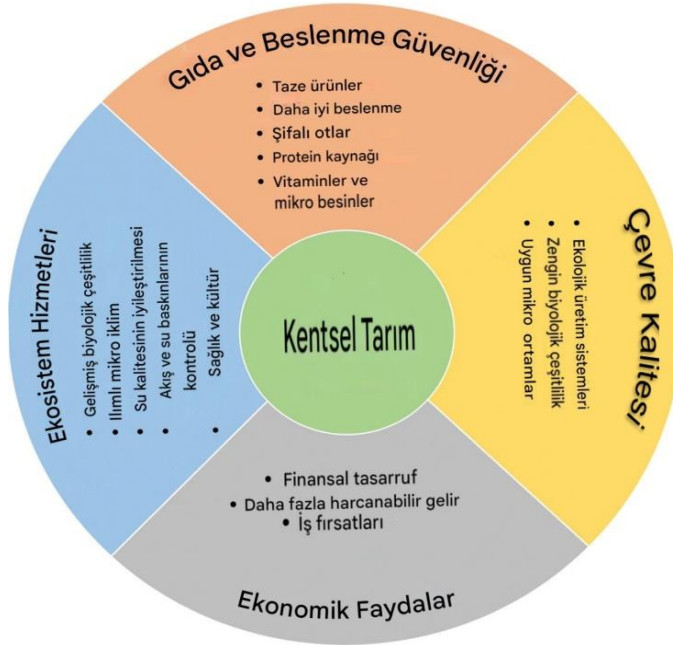 Gıda ve Beslenme Güvenliği
• Taze ürünler
• Daha iyi beslenme
• Şifalı otlar
• Protein kaynağı
• Vitaminler ve
mikro besinler
Çevre Kalitesi
• Ekolojik üretim sistemleri
• Zengin biyolojik çeşitlilik
• Uygun mikro ortamlar
Kentsel Tarım
Ekosistem Hizmetleri
• Gelişmiş biyolojik çeşitlilik
• Ilımlı mikro iklim
• Su kalitesinin iyileştirilmesi
• Akış ve su baskınlarının
kontrolü
• Sağlık ve kültür
• Finansal tasarruf
• Daha fazla harcanabilir gelir
• İş fırsatları
Ekonomik Faydalar